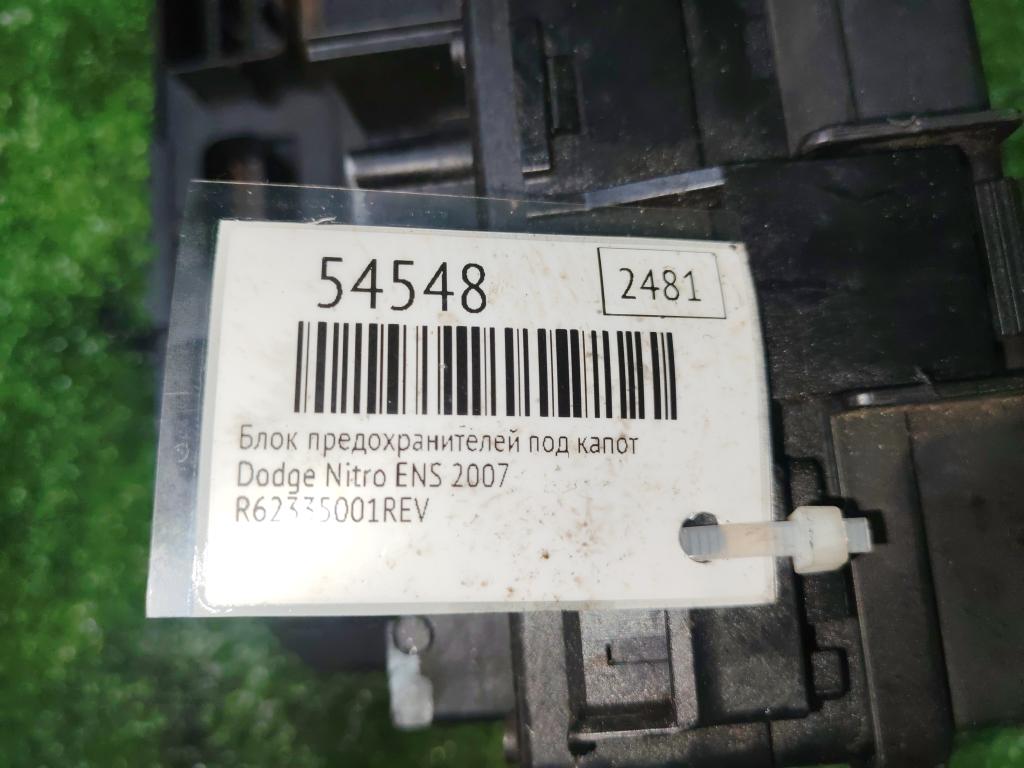 54548
2481
Блок предохранителей под капот
Dodge Nitro ENS 2007
R62335001REV